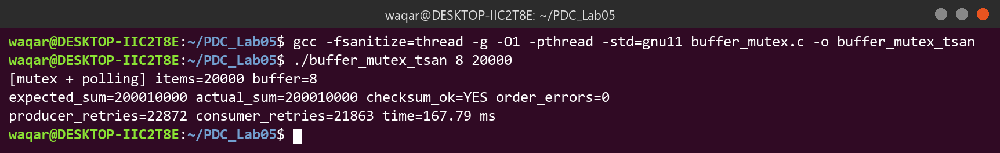 waqar@DESKTOP-IIC2T8E: ~/PDC_Lab05
waqar@DESKTOP-IIC2T8E:~/PDC_Lab05$ gcc -fsanitize=thread -g -O1 -pthread -std=gnu11 buffer_mutex.c -o buffer_mutex_tsan
waqar@DESKTOP-IIC2T8E:~/PDC_Lab05$ ./buffer_mutex_tsan 8 20000
[mutex + polling] items=20000 buffer=8
expected_sum=200010000 actual_sum=200010000 checksum_ok=YES order_errors=0
producer_retries=22872 consumer_retries=21863 time=167.79 ms
waqar@DESKTOP-IIC2T8E:~/PDC_Lab05$